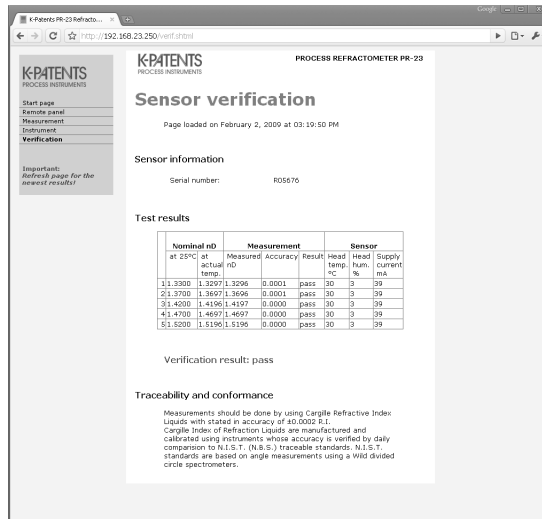 Google
K-Patents PR-23 Refracto...
http://192.168.23.250/verif.shtml
K-PATENTS
PROCESS INSTRUMENTS
Start page
Remote panel
Measurement
Instrument
Verification
Important:
Refresh page for the
newest results!
K-PATENTS
PROCESS INSTRUMENTS
PROCESS REFRACTOMETER PR-23
Sensor verification
Page loaded on February 2, 2009 at 03:19:50 PM
Sensor information
Serial number: R05676
Test results
Nominal nD Measurement Sensor
at 25°C at actual temp. Measured nD Accuracy Result Head temp. °C Head hum. % Supply current mA
1 1.3300 1.3297 1.3296 0.0001 pass 30 3 39
2 1.3700 1.3697 1.3696 0.0001 pass 30 3 39
3 1.4200 1.4196 1.4197 0.0000 pass 30 3 39
4 1.4700 1.4697 1.4697 0.0000 pass 30 3 39
5 1.5200 1.5196 1.5196 0.0000 pass 30 3 39
Verification result: pass
Traceability and conformance
Measurements should be done by using Cargille Refractive Index
Liquids with stated in accuracy of ±0.0002 R.I.
Cargille Index of Refraction Liquids are manufactured and
calibrated using instruments whose accuracy is verified by daily
comparision to N.I.S.T. (N.B.S.) traceable standards. N.I.S.T.
standards are based on angle measurements using a Wild divided
circle spectrometers.